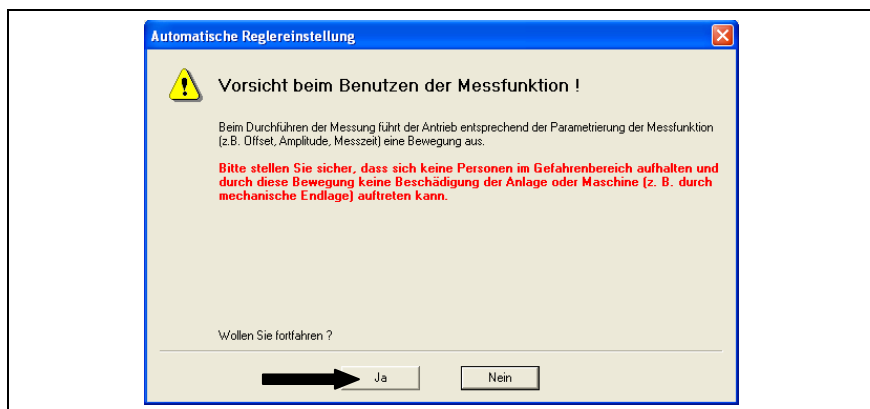 Automatische Reglereinstellung
Vorsicht beim Benutzen der Messfunktion !
Beim Durchführen der Messung führt der Antrieb entsprechend der Parametrierung der Messfunktion
(z.B. Offset, Amplitude, Messzeit) eine Bewegung aus.
Bitte stellen Sie sicher, dass sich keine Personen im Gefahrenbereich aufhalten und
durch diese Bewegung keine Beschädigung der Anlage oder Maschine (z. B. durch
mechanische Endlage) auftreten kann.
Wollen Sie fortfahren ?
Ja
Nein